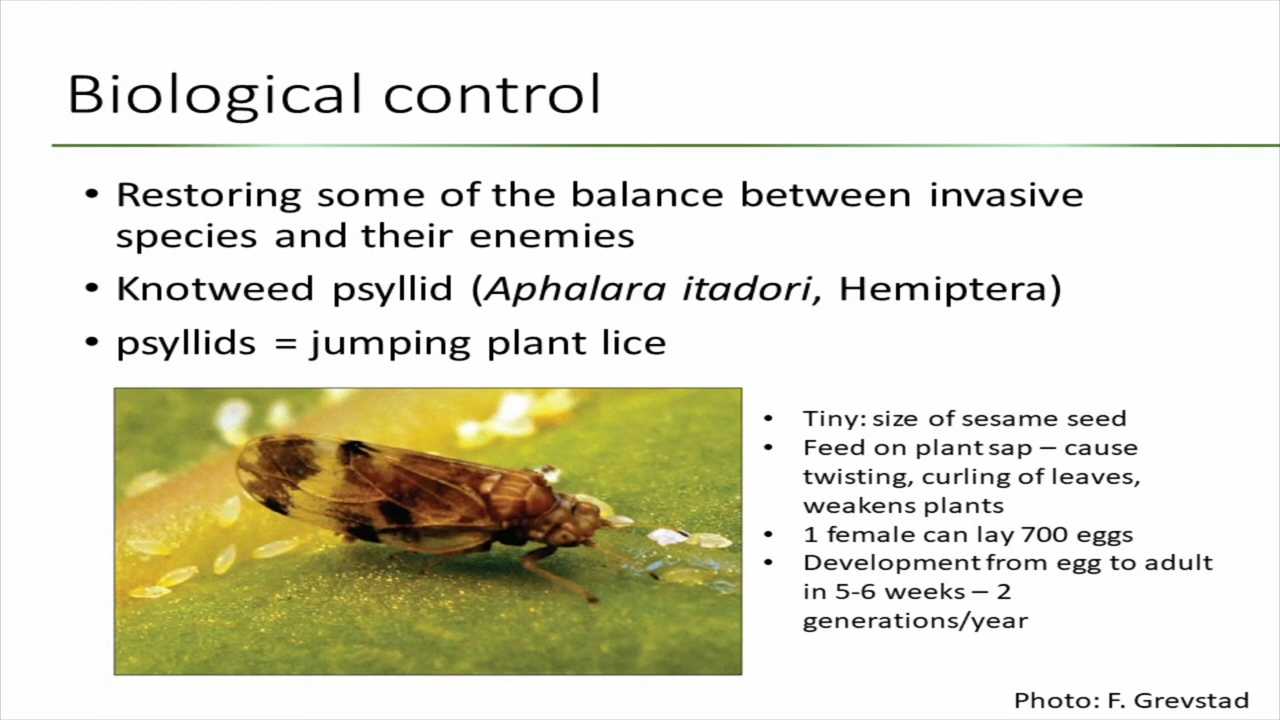 Biological control
• Restoring some of the balance between invasive
species and their enemies
• Knotweed psyllid (Aphalara itadori, Hemiptera)
• psyllids = jumping plant lice
• Tiny: size of sesame seed
• Feed on plant sap – cause
twisting, curling of leaves,
weakens plants
• 1 female can lay 700 eggs
• Development from egg to adult
in 5-6 weeks – 2
generations/year
Photo: F. Grevstad